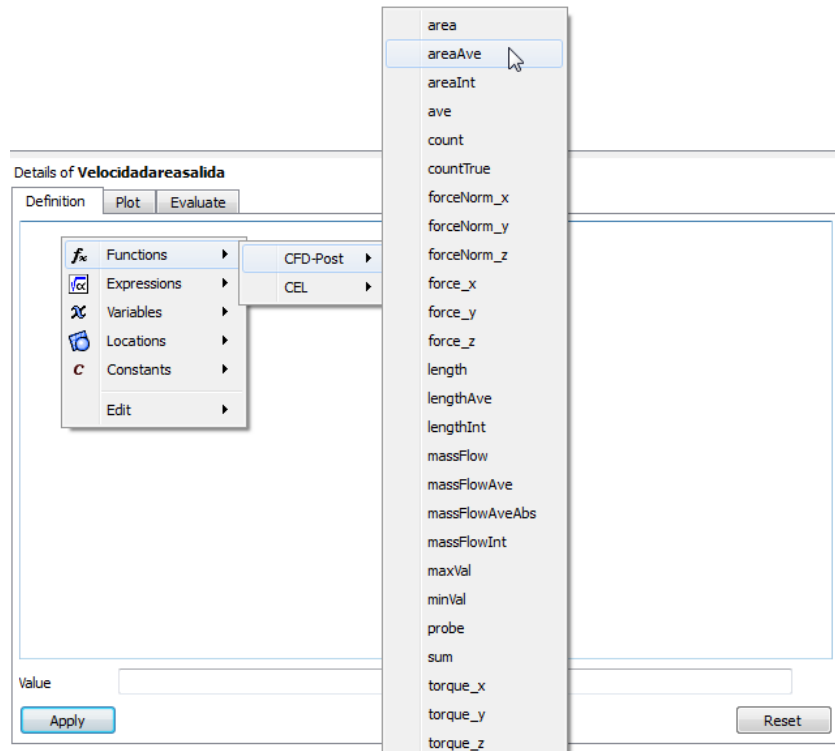 Details of Velocidadareasalida
Definition Plot Evaluate
Functions
Expressions
Variables
Locations
C Constants
Edit
CFD-Post
CEL
area
areaAve
areaInt
ave
count
countTrue
forceNorm_x
forceNorm_y
forceNorm_z
force_x
force_y
force_z
length
lengthAve
lengthInt
massFlow
massFlowAve
massFlowAveAbs
massFlowInt
maxVal
minVal
probe
sum
torque_x
torque_y
torque_z
Value
Apply Reset